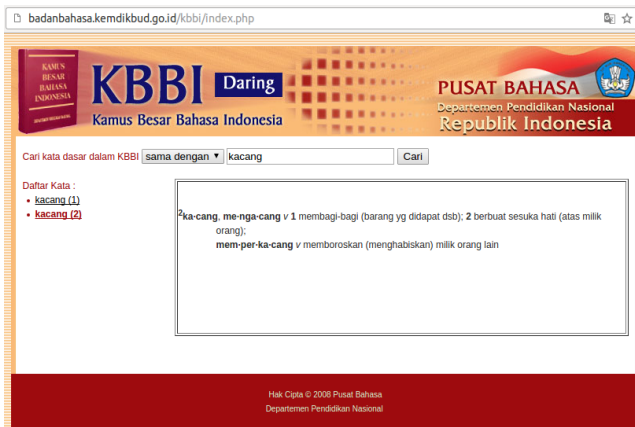 badanbahasa.kemdikbud.go.id/kbbi/index.php
KAMUS
BESAR
BAHASA
INDONESIA
KBBI Daring
Kamus Besar Bahasa Indonesia
PUSAT BAHASA
Departemen Pendidikan Nasional
Republik Indonesia
Cari kata dasar dalam KBBI sama dengan ▼ kacang Cari
Daftar Kata :
• kacang (1)
• kacang (2)
²ka·cang, me·nga·cang v 1 membagi-bagi (barang yg didapat dsb); 2 berbuat sesuka hati (atas milik
orang);
mem·per·ka·cang v memboroskan (menghabiskan) milik orang lain
Hak Cipta © 2008 Pusat Bahasa
Departemen Pendidikan Nasional